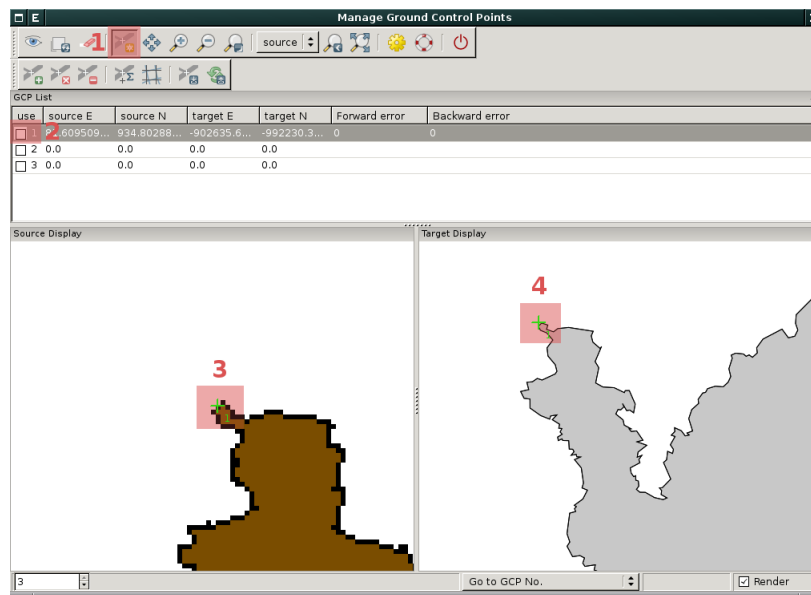 E Manage Ground Control Points
1 source
GCP List
use source E source N target E target N Forward error Backward error
1 2 8 .609509... 934.80288... -902635.6... -992230.3... 0 0
2 0.0 0.0 0.0 0.0
3 0.0 0.0 0.0 0.0
Source Display Target Display
4
3
3 Go to GCP No. Render